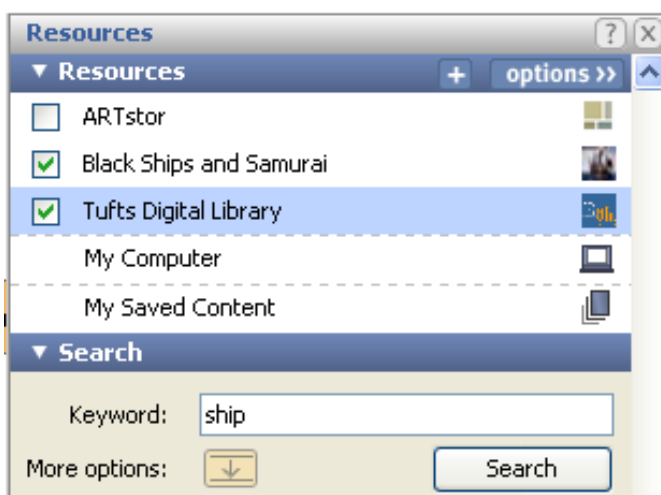 Resources ? X
Resources + options >>
ARTstor
Black Ships and Samurai
Tufts Digital Library
My Computer
My Saved Content
Search
Keyword: ship
More options: Search